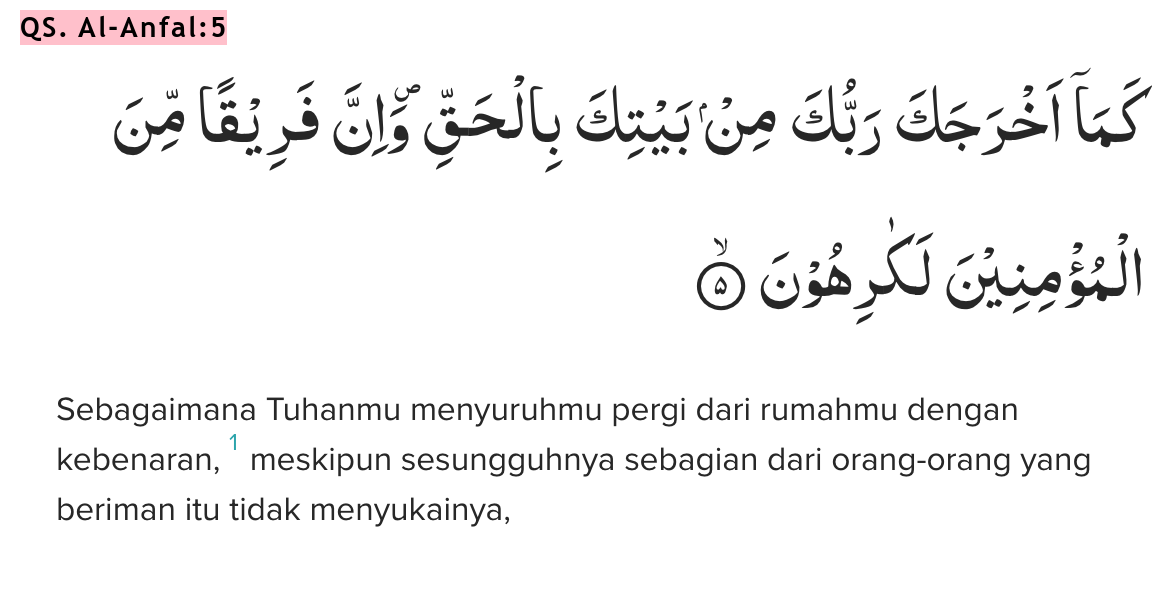 QS. Al-Anfal:5
كَمَآ اَخْرَجَكَ رَبُّكَ مِنْۢ بَيْتِكَ بِالْحَقِّۖ وَاِنَّ فَرِيْقًا مِّنَ
الْمُؤْمِنِيْنَ لَكٰرِهُوْنَ ۙ ۝٥
Sebagaimana Tuhanmu menyuruhmu pergi dari rumahmu dengan
kebenaran, 1 meskipun sesungguhnya sebagian dari orang-orang yang
beriman itu tidak menyukainya,